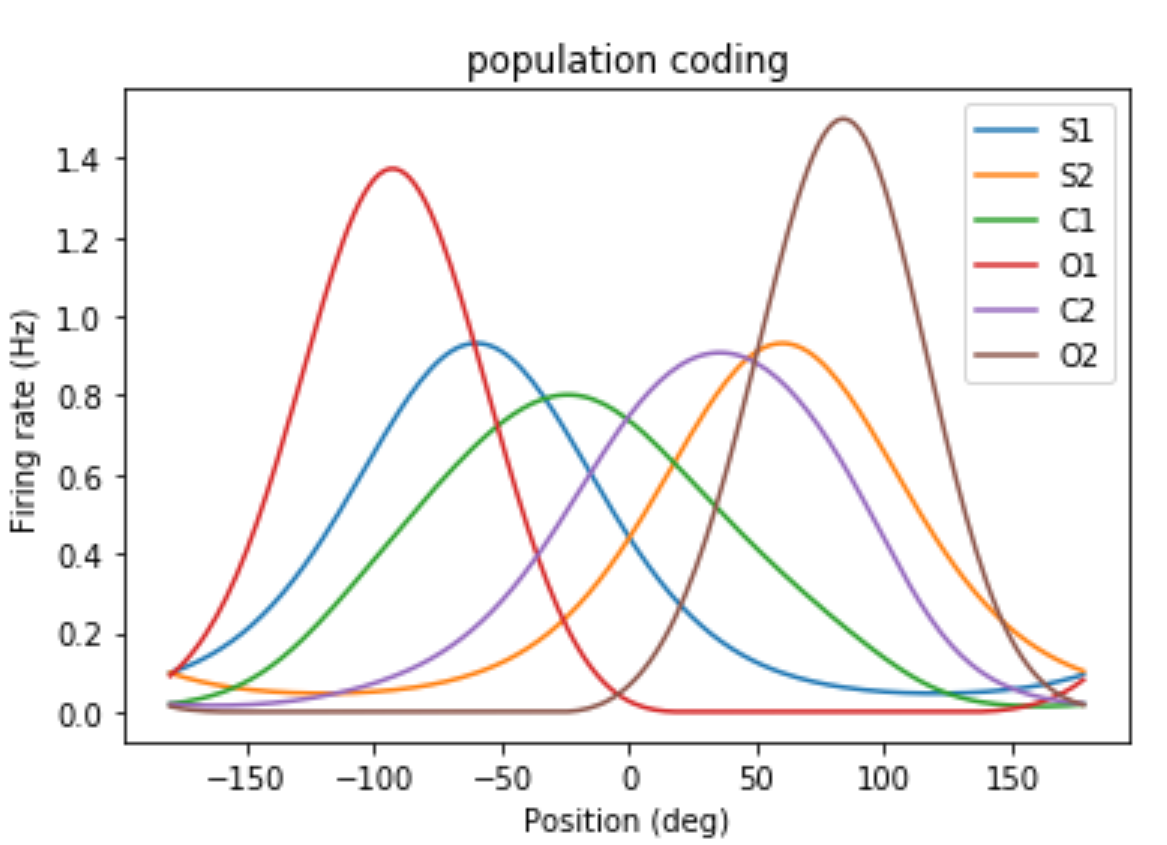 population coding
Firing rate (Hz)
1.4
1.2
1.0
0.8
0.6
0.4
0.2
0.0
S1
S2
C1
O1
C2
O2
−150 −100 −50 0 50 100 150
Position (deg)